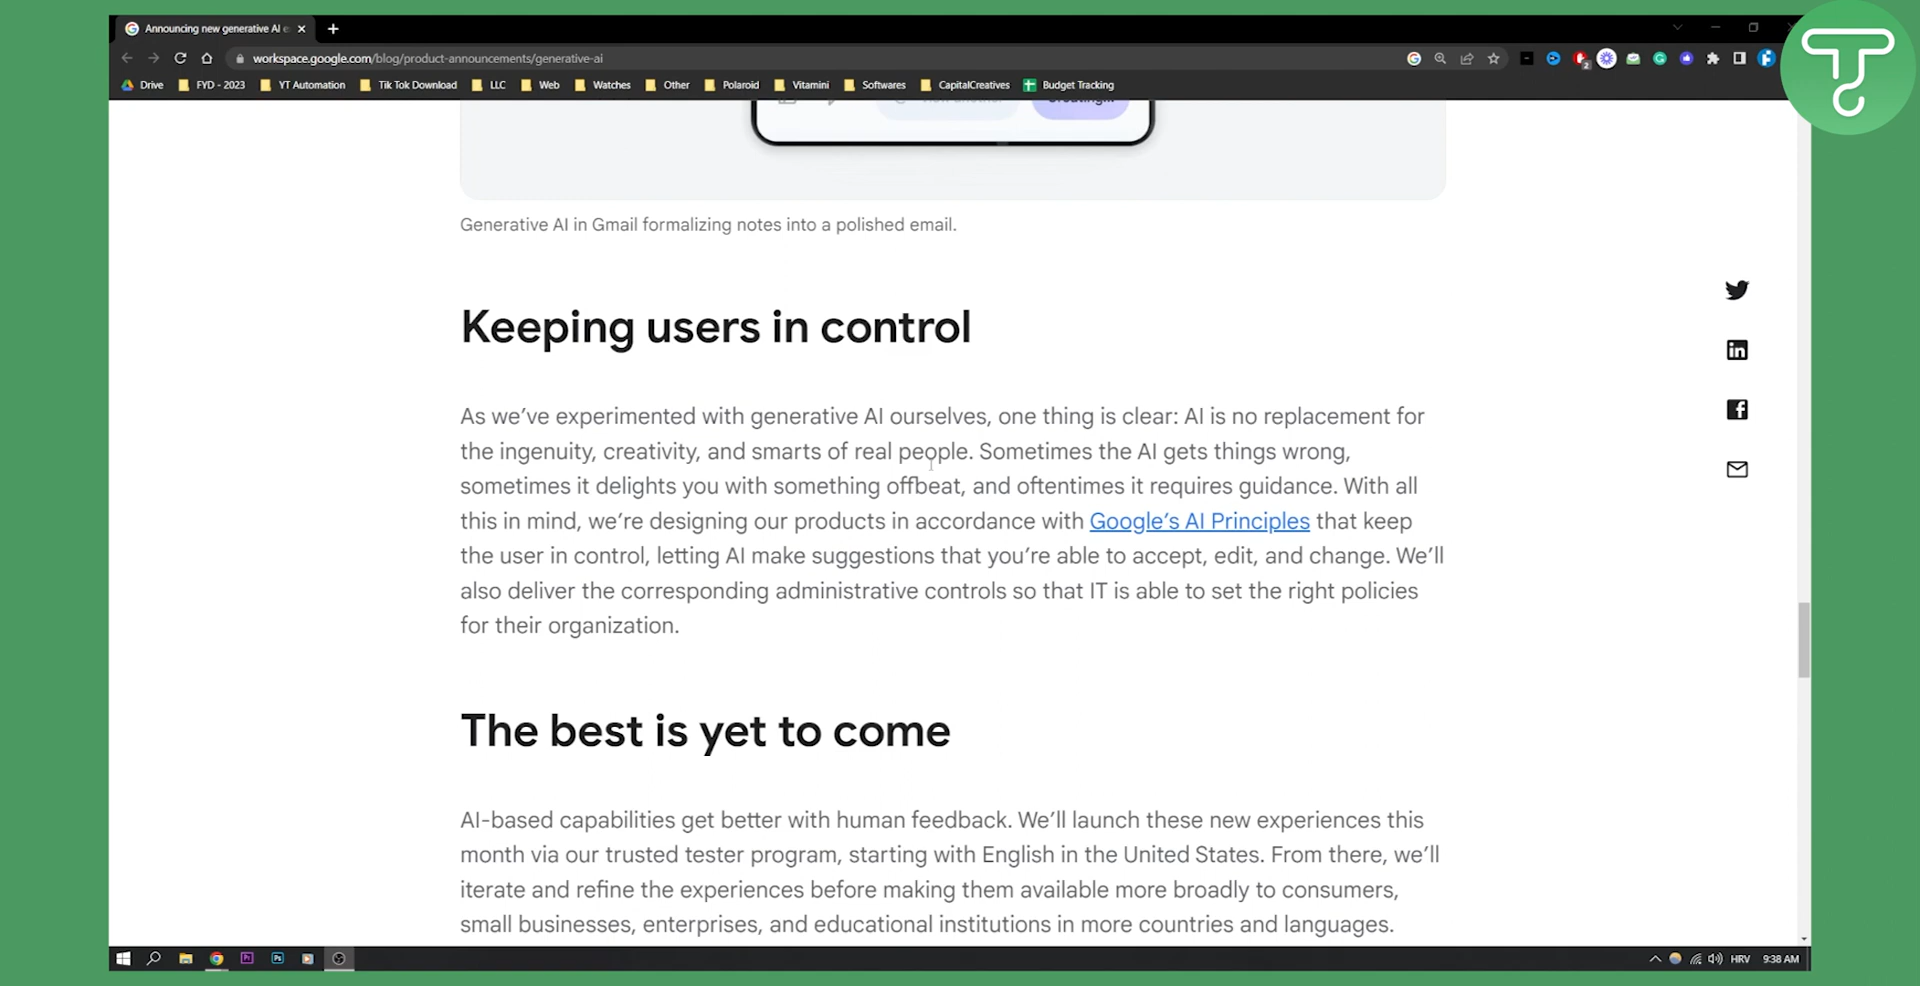 Announcing new generative AI e
workspace.google.com/blog/product-announcements/generative-ai
2
Drive FYD - 2023 YT Automation Tik Tok Download LLC Web Watches Other Polaroid Vitamini Softwares CapitalCreatives Budget Tracking
Generative AI in Gmail formalizing notes into a polished email.
Keeping users in control
As we've experimented with generative AI ourselves, one thing is clear: AI is no replacement for
the ingenuity, creativity, and smarts of real people. Sometimes the AI gets things wrong,
sometimes it delights you with something offbeat, and oftentimes it requires guidance. With all
this in mind, we're designing our products in accordance with Google's AI Principles that keep
the user in control, letting AI make suggestions that you're able to accept, edit, and change. We'll
also deliver the corresponding administrative controls so that IT is able to set the right policies
for their organization.
The best is yet to come
AI-based capabilities get better with human feedback. We'll launch these new experiences this
month via our trusted tester program, starting with English in the United States. From there, we'll
iterate and refine the experiences before making them available more broadly to consumers,
small businesses, enterprises, and educational institutions in more countries and languages.
in
Pr Ps HRV 9:38 AM